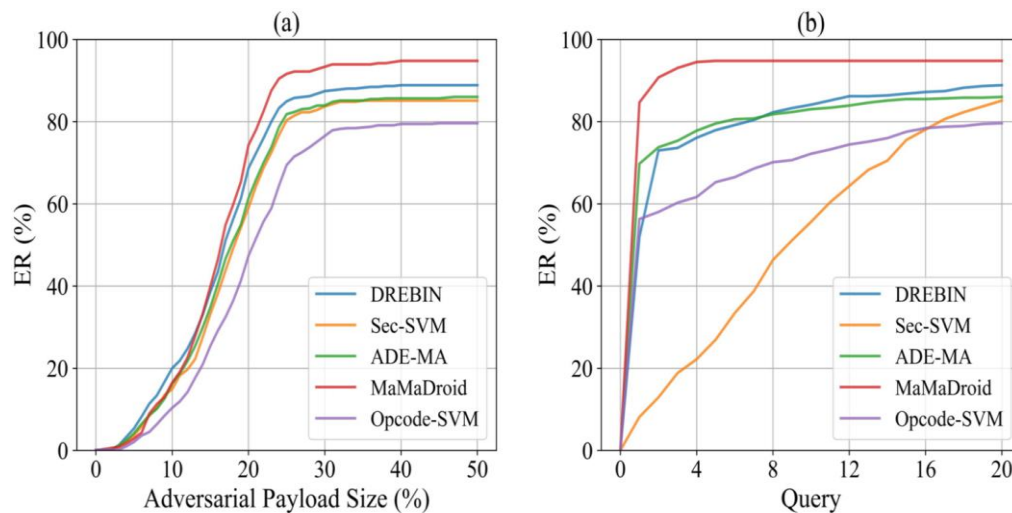 (a)
100
80
60
40
20
0
ER (%)
0 10 20 30 40 50
Adversarial Payload Size (%)
DREBIN
Sec-SVM
ADE-MA
MaMaDroid
Opcode-SVM
(b)
100
80
60
40
20
0
ER (%)
0 4 8 12 16 20
Query
DREBIN
Sec-SVM
ADE-MA
MaMaDroid
Opcode-SVM